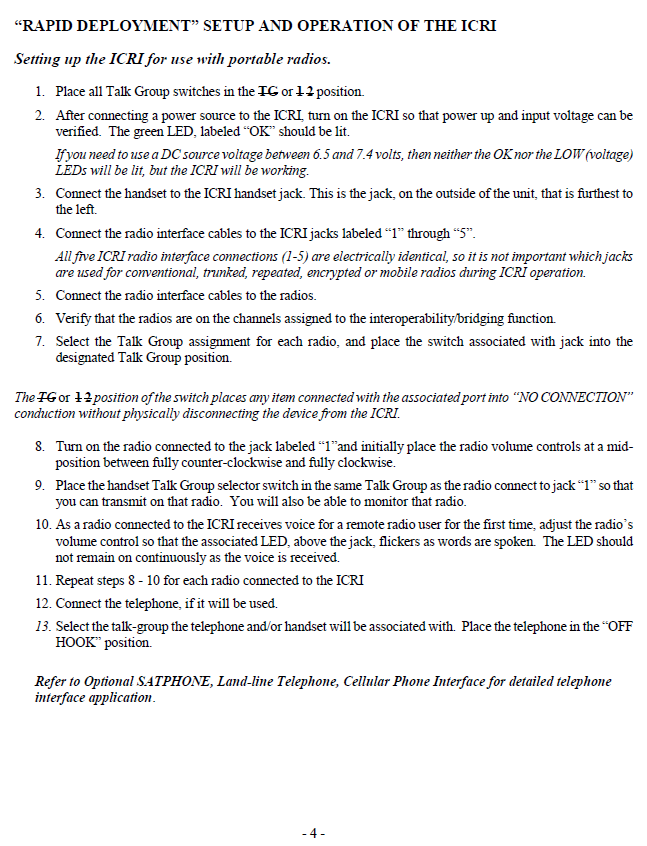 “RAPID DEPLOYMENT” SETUP AND OPERATION OF THE ICRI
Setting up the ICRI for use with portable radios.
1. Place all Talk Group switches in the TG or 1 2 position.
2. After connecting a power source to the ICRI, turn on the ICRI so that power up and input voltage can be
verified. The green LED, labeled “OK” should be lit.
If you need to use a DC source voltage between 6.5 and 7.4 volts, then neither the OK nor the LOW (voltage)
LEDs will be lit, but the ICRI will be working.
3. Connect the handset to the ICRI handset jack. This is the jack, on the outside of the unit, that is furthest to
the left.
4. Connect the radio interface cables to the ICRI jacks labeled “1” through “5”.
All five ICRI radio interface connections (1-5) are electrically identical, so it is not important which jacks
are used for conventional, trunked, repeated, encrypted or mobile radios during ICRI operation.
5. Connect the radio interface cables to the radios.
6. Verify that the radios are on the channels assigned to the interoperability/bridging function.
7. Select the Talk Group assignment for each radio, and place the switch associated with jack into the
designated Talk Group position.
The TG or 1 2 position of the switch places any item connected with the associated port into “NO CONNECTION”
conduction without physically disconnecting the device from the ICRI.
8. Turn on the radio connected to the jack labeled “1”and initially place the radio volume controls at a mid-
position between fully counter-clockwise and fully clockwise.
9. Place the handset Talk Group selector switch in the same Talk Group as the radio connect to jack “1” so that
you can transmit on that radio. You will also be able to monitor that radio.
10. As a radio connected to the ICRI receives voice for a remote radio user for the first time, adjust the radio’s
volume control so that the associated LED, above the jack, flickers as words are spoken. The LED should
not remain on continuously as the voice is received.
11. Repeat steps 8 - 10 for each radio connected to the ICRI
12. Connect the telephone, if it will be used.
13. Select the talk-group the telephone and/or handset will be associated with. Place the telephone in the “OFF
HOOK” position.
Refer to Optional SATPHONE, Land-line Telephone, Cellular Phone Interface for detailed telephone
interface application.
- 4 -